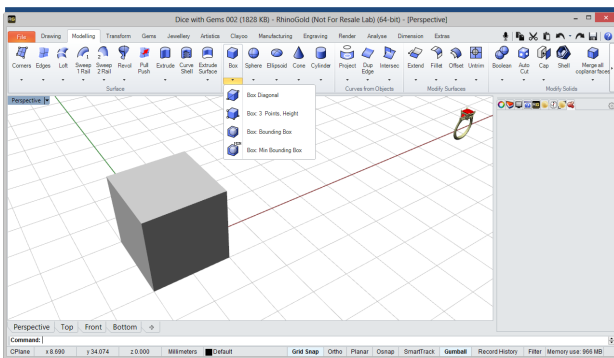 Dice with Gems 002 (1828 KB) - RhinoGold (Not For Resale Lab) (64-bit) - [Perspective]
File Drawing Modelling Transform Gems Jewellery Artistics Clayoo Manufacturing Engraving Render Analyse Dimension Extras
Corners Edges Loft Sweep 1 Rail Sweep 2 Rail Revol Pull Push Extrude Curve Shell Extrude Surface Box Sphere Ellipsoid Cone Cylinder Project Dup Edge Intersec Extend Fillet Offset Untrim Boolean Auto Cut Cap Shell Merge all coplanar faces
Surface Curves from Objects Modify Surfaces Modify Solids
Perspective
Box Diagonal
Box: 3 Points, Height
Box: Bounding Box
Box: Min Bounding Box
Perspective Top Front Bottom
Command:
CPlane x 8.690 y 34.074 z 0.000 Millimeters Default Grid Snap Ortho Planar Osnap SmartTrack Gumball Record History Filter Memory use: 966 MB